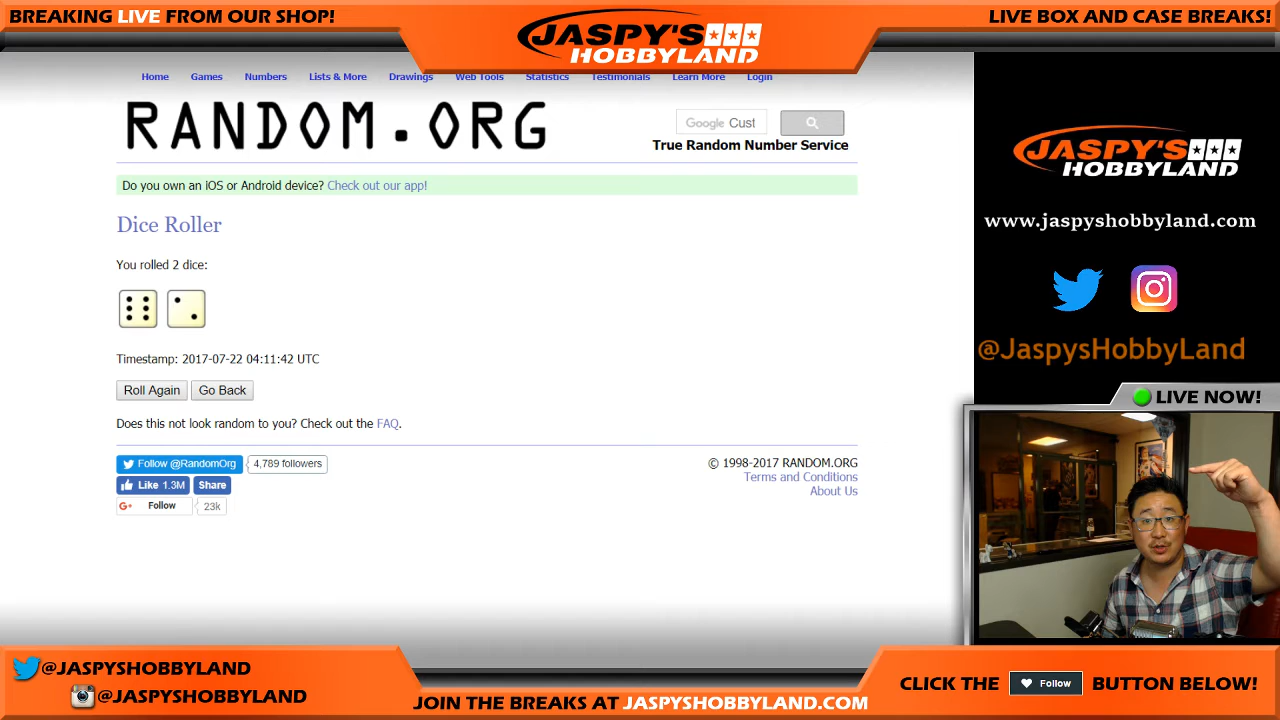 BREAKING LIVE FROM OUR SHOP!
JASPY'S
HOBBYLAND
LIVE BOX AND CASE BREAKS!
Home Games Numbers Lists & More Drawings Web Tools Statistics Testimonials Learn More Login
RANDOM.ORG
Google Cust
True Random Number Service
Do you own an iOS or Android device? Check out our app!
Dice Roller
You rolled 2 dice:
Timestamp: 2017-07-22 04:11:42 UTC
Roll Again Go Back
Does this not look random to you? Check out the FAQ.
Follow @RandomOrg 4,789 followers
Like 1.3M Share
G+ Follow 23k
© 1998-2017 RANDOM.ORG
Terms and Conditions
About Us
JASPY'S
HOBBYLAND
www.jaspyshobbyland.com
@JaspysHobbyLand
LIVE NOW!
@JASPYSHOBBYLAND
@JASPYSHOBBYLAND
JOIN THE BREAKS AT JASPYSHOBBYLAND.COM
CLICK THE Follow BUTTON BELOW!